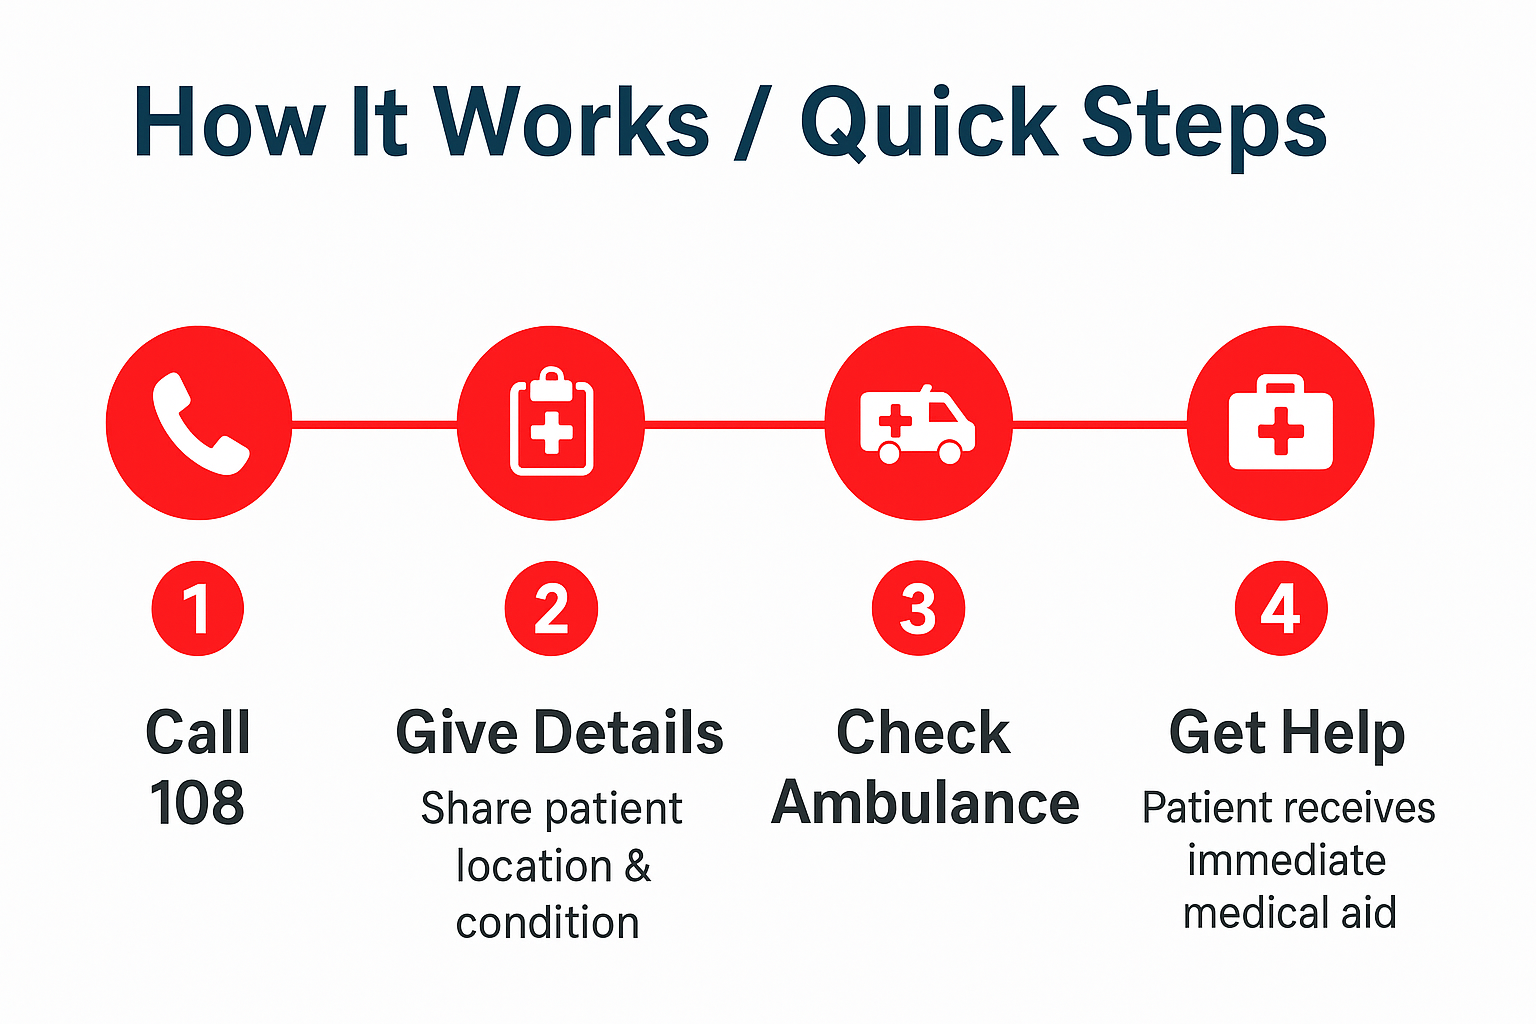 How It Works / Quick Steps
1
Call
108
2
Give Details
Share patient
location &
condition
3
Check
Ambulance
4
Get Help
Patient receives
immediate
medical aid